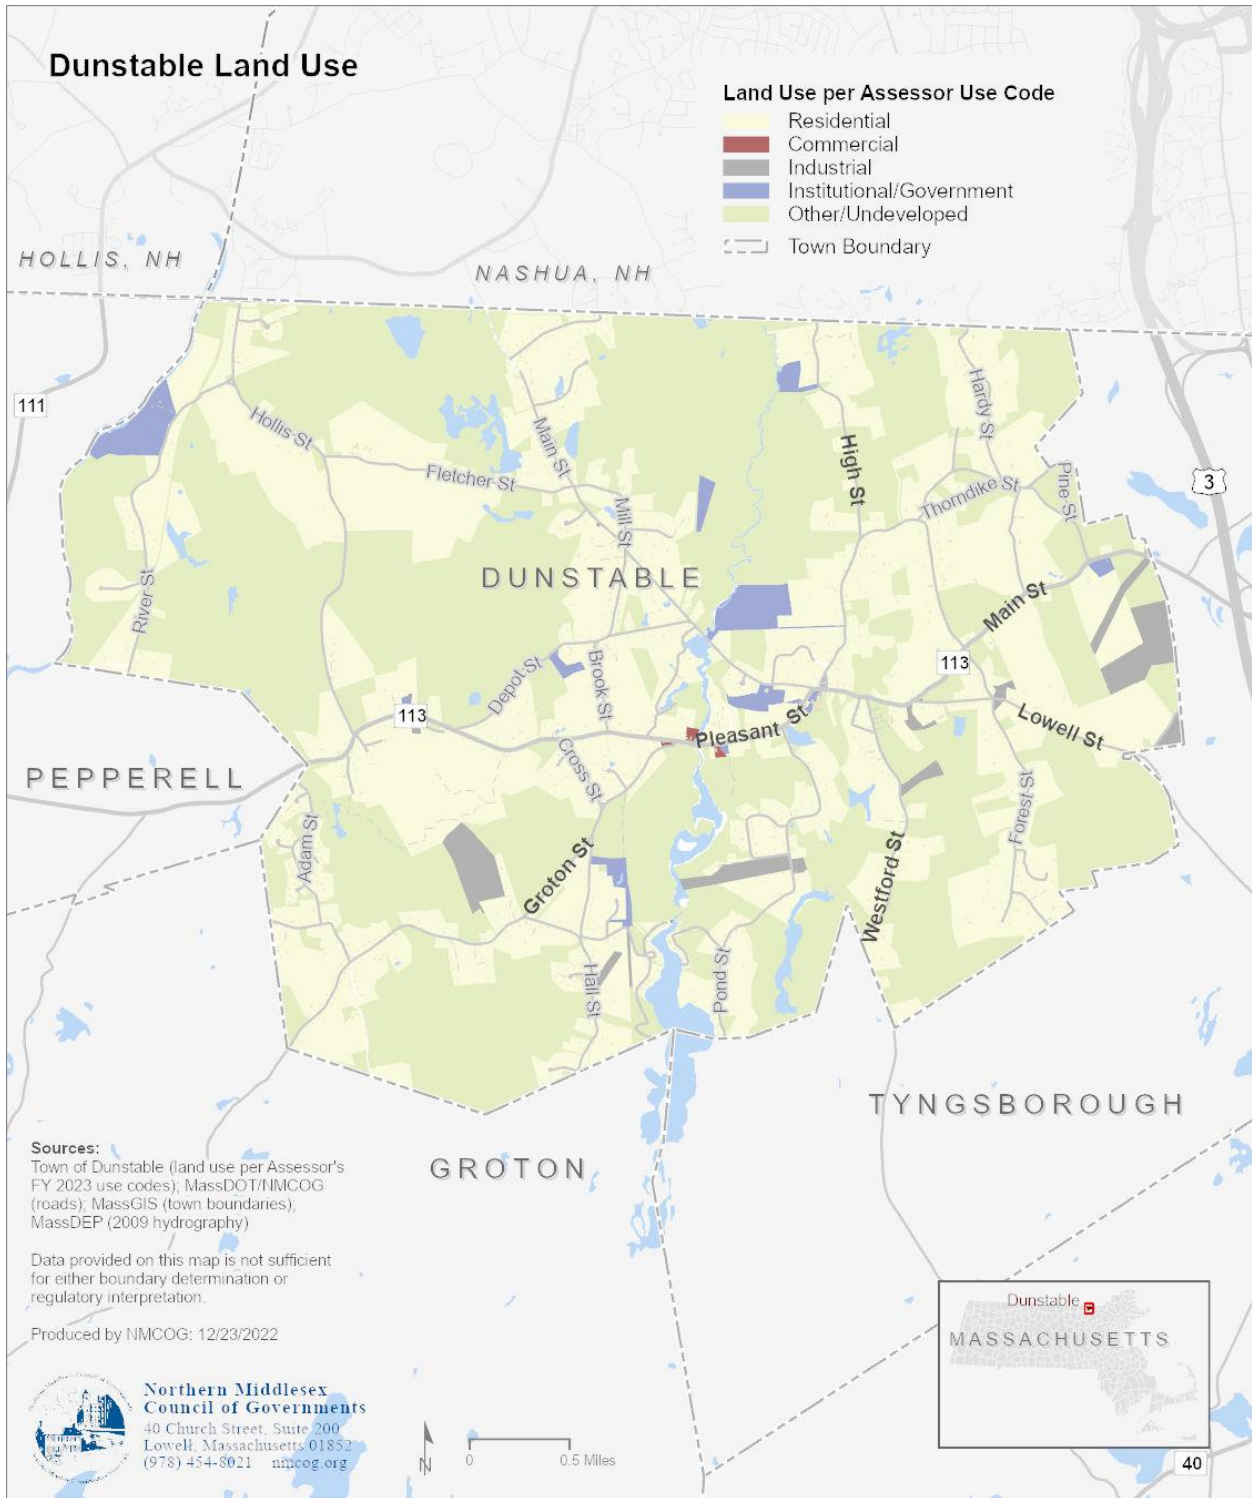 Dunstable Land Use
Land Use per Assessor Use Code
Residential
Commercial
Industrial
Institutional/Government
Other/Undeveloped
Town Boundary
HOLLIS, NH
NASHUA, NH
111
3
Hollis St
Fletcher St
Main St
Mill St
High St
Hardy St
Thorndike St
Pine St
DUNSTABLE
River St
Main St
113
Depot St
Brook St
113
Pleasant St
Lowell St
PEPPERELL
Cross St
Adam St
Groton St
Westford St
Forest St
Hall St
Pond St
TYNGSBOROUGH
GROTON
Sources:
Town of Dunstable (land use per Assessor's
FY 2023 use codes); MassDOT/NMCOG
(roads); MassGIS (town boundaries);
MassDEP (2009 hydrography)
Data provided on this map is not sufficient
for either boundary determination or
regulatory interpretation.
Produced by NMCOG: 12/23/2022
Northern Middlesex
Council of Governments
40 Church Street, Suite 200
Lowell, Massachusetts 01852
(978) 454-8021 nmcog.org
N
0 0.5 Miles
Dunstable
MASSACHUSETTS
40